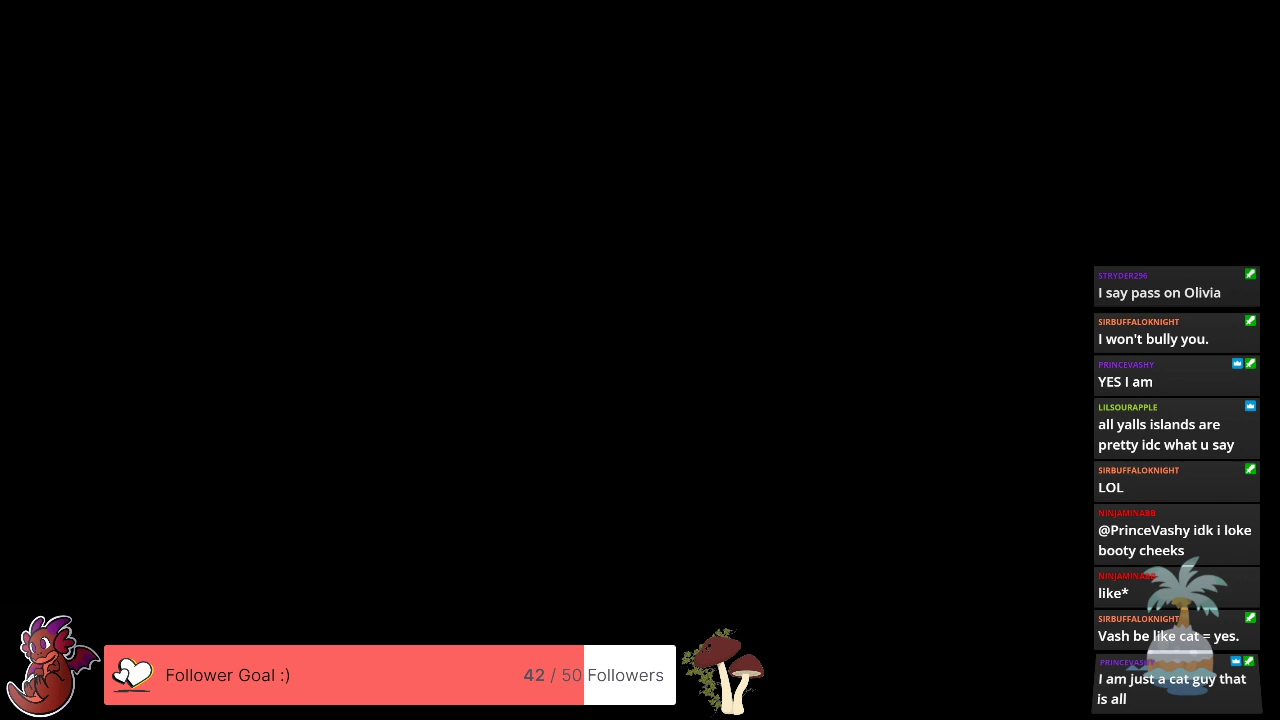 STRYDER296
I say pass on Olivia
SIRBUFFALOKNIGHT
I won't bully you.
PRINCEVASHY
YES I am
LILSOURAPPLE
all yalls islands are
pretty idc what u say
SIRBUFFALOKNIGHT
LOL
NINJAMINABB
@PrinceVashy idk i loke
booty cheeks
NINJAMINABB
like*
SIRBUFFALOKNIGHT
Vash be like cat = yes.
PRINCEVASHY
I am just a cat guy that
is all
Follower Goal :)
42 / 50 Followers